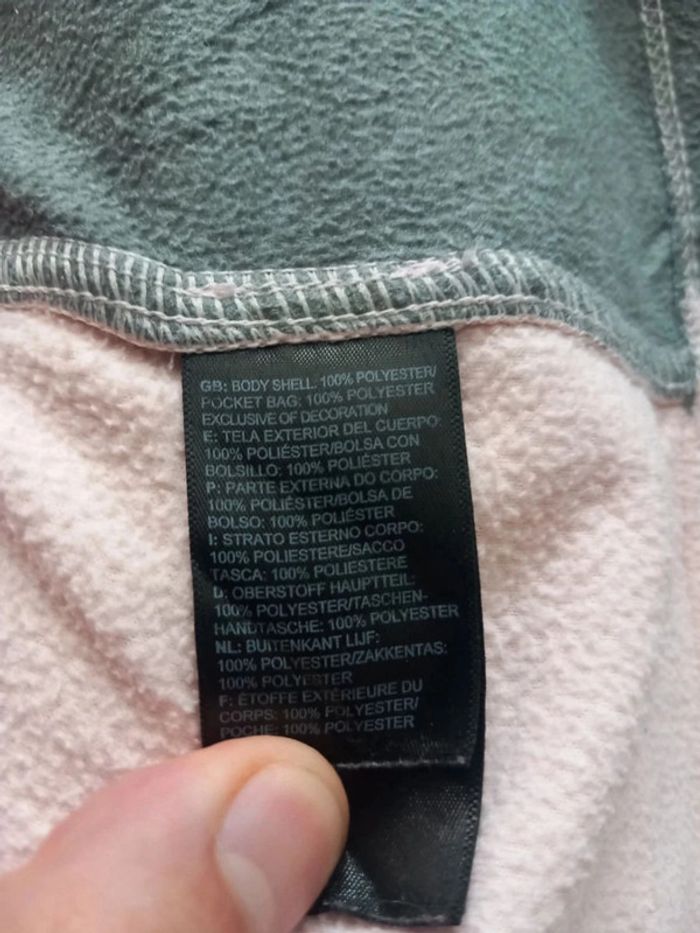 GB: BODY SHELL: 100% POLYESTER/
POCKET BAG: 100% POLYESTER
EXCLUSIVE OF DECORATION
E: TELA EXTERIOR DEL CUERPO:
100% POLIÉSTER/BOLSA CON
BOLSILLO: 100% POLIÉSTER
P: PARTE EXTERNA DO CORPO:
100% POLIÉSTER/BOLSA DE
BOLSO: 100% POLIÉSTER
I: STRATO ESTERNO CORPO:
100% POLIESTERE/SACCO
TASCA: 100% POLIESTERE
D: OBERSTOFF HAUPTTEIL:
100% POLYESTER/TASCHEN-
HANDTASCHE: 100% POLYESTER
NL: BUITENKANT LIJF:
100% POLYESTER/ZAKKENTAS:
100% POLYESTER
F: ÉTOFFE EXTÉRIEURE DU
CORPS: 100% POLYESTER/
POCHE: 100% POLYESTER